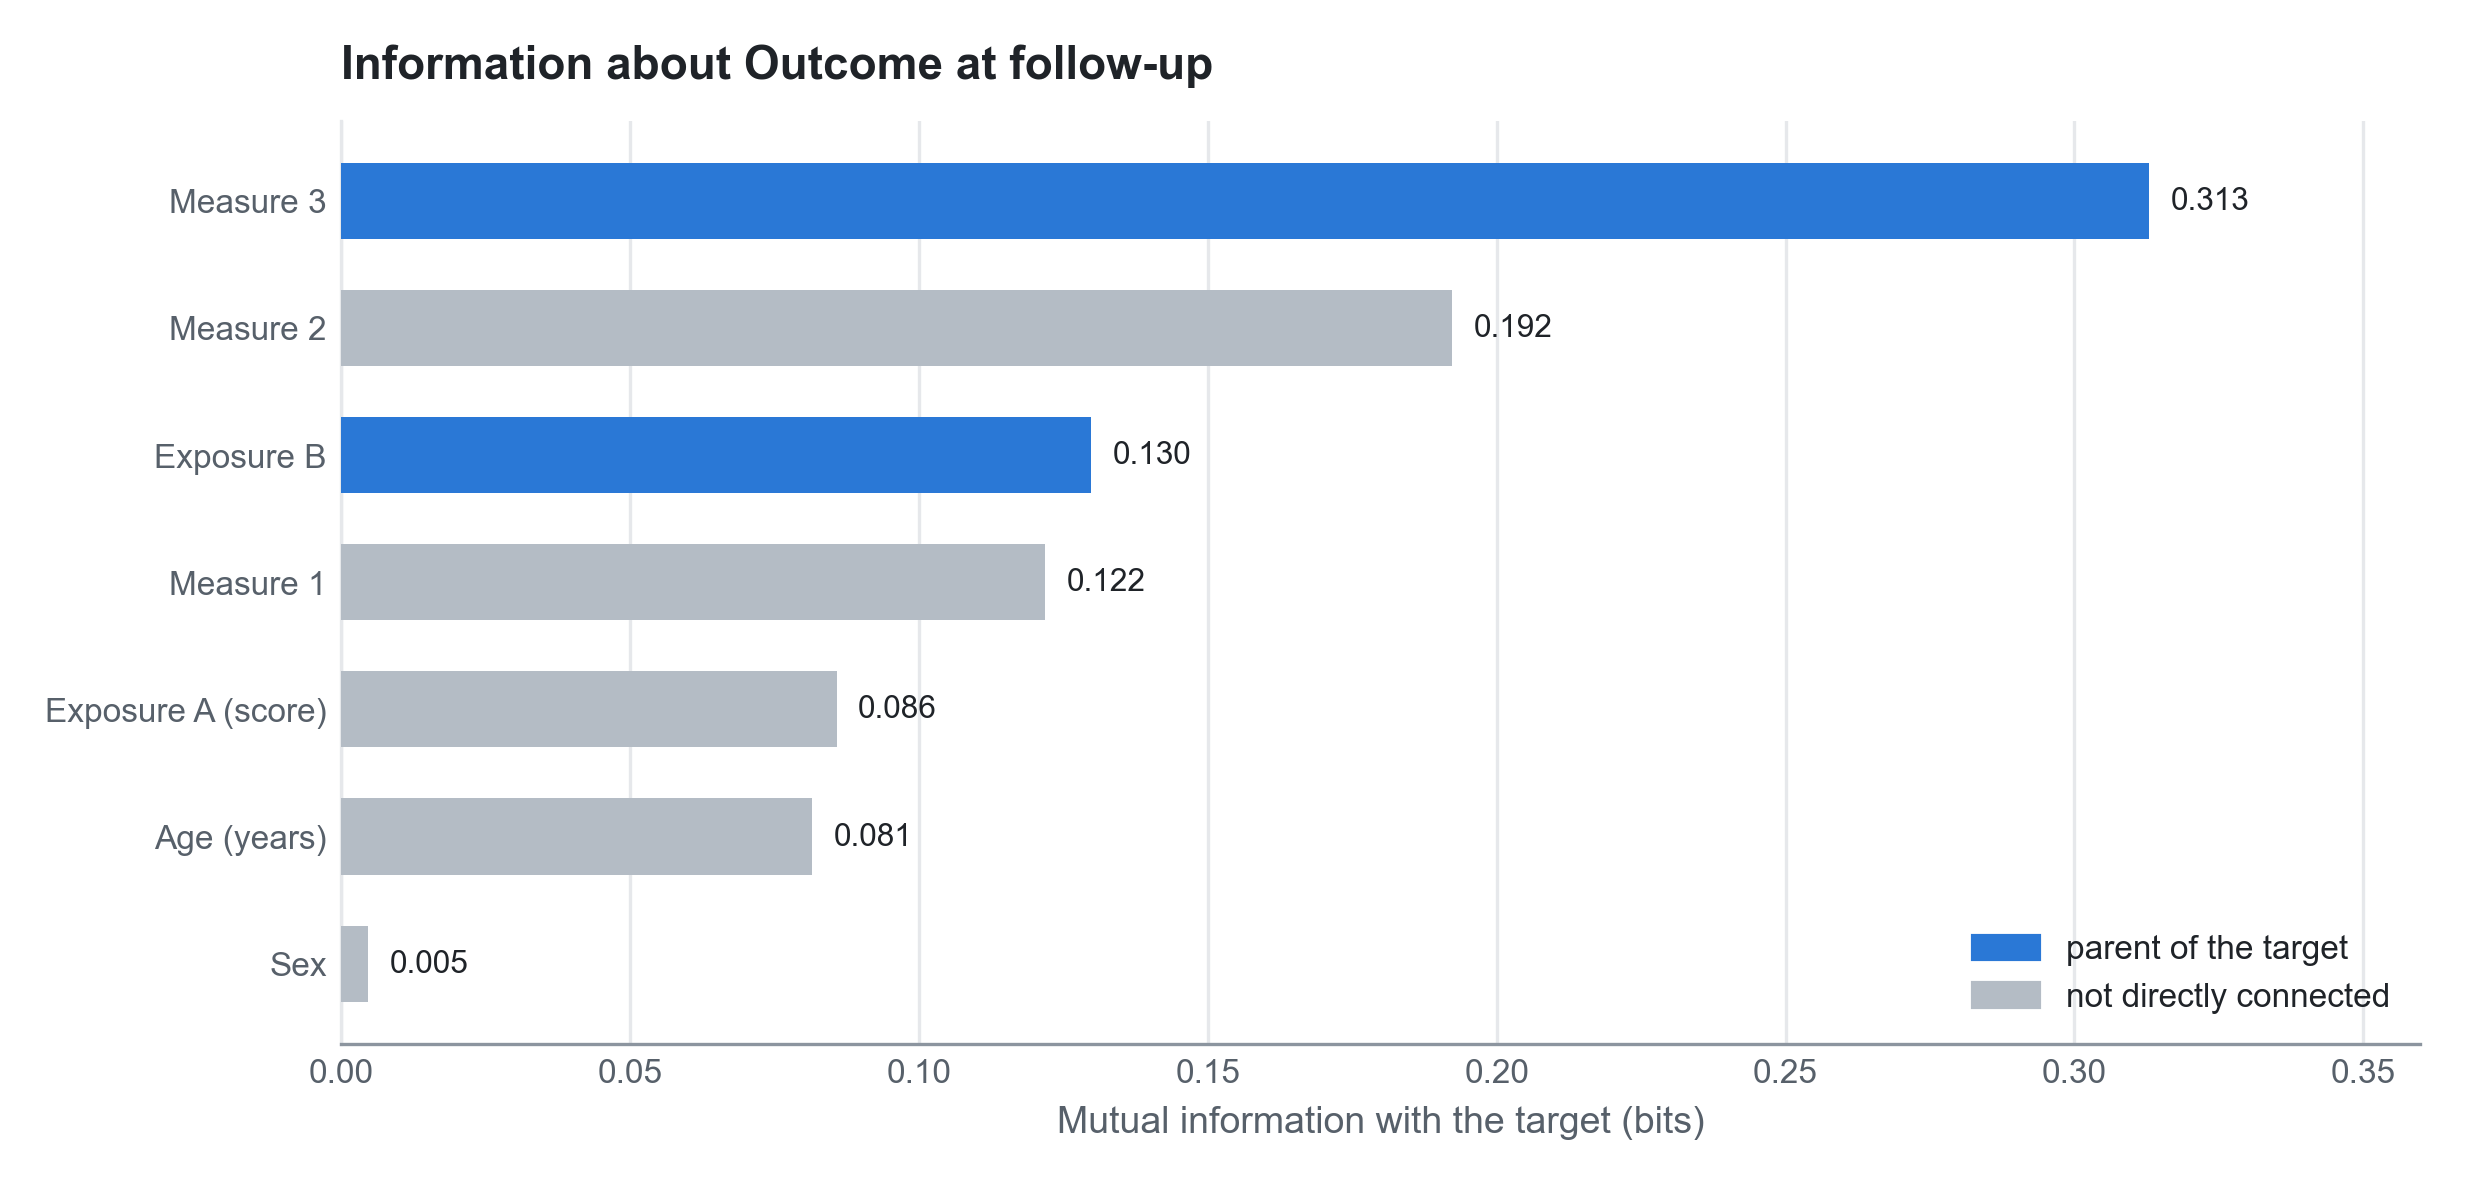 Information about Outcome at follow-up
Measure 3
0.313
Measure 2
0.192
Exposure B
0.130
Measure 1
0.122
Exposure A (score)
0.086
Age (years)
0.081
Sex
0.005
parent of the target
not directly connected
0.00 0.05 0.10 0.15 0.20 0.25 0.30 0.35
Mutual information with the target (bits)